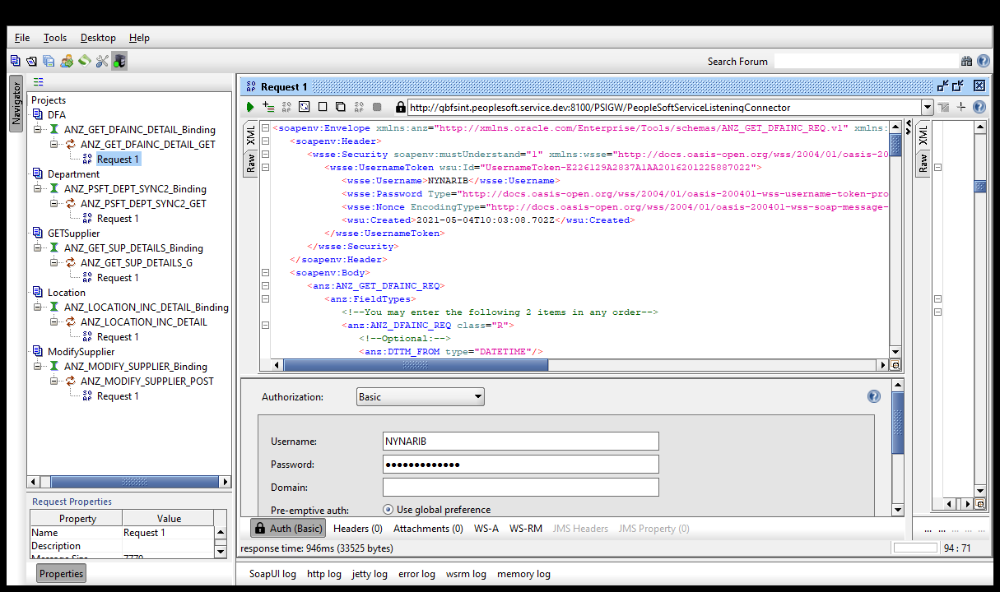 File Tools Desktop Help
Search Forum
Navigator
Projects
DFA
ANZ_GET_DFAINC_DETAIL_Binding
ANZ_GET_DFAINC_DETAIL_GET
Request 1
Department
ANZ_PSFT_DEPT_SYNC2_Binding
ANZ_PSFT_DEPT_SYNC2_GET
Request 1
GETSupplier
ANZ_GET_SUP_DETAILS_Binding
ANZ_GET_SUP_DETAILS_G
Request 1
Location
ANZ_LOCATION_INC_DETAIL_Binding
ANZ_LOCATION_INC_DETAIL
Request 1
ModifySupplier
ANZ_MODIFY_SUPPLIER_Binding
ANZ_MODIFY_SUPPLIER_POST
Request 1
Request Properties
Property Value
Name Request 1
Description
Message Size 7770
Properties
Request 1
http://qbfsint.peoplesoft.service.dev:8100/PSIGW/PeopleSoftServiceListeningConnector
XML
Raw
<soapenv:Envelope xmlns:anz="http://xmlns.oracle.com/Enterprise/Tools/schemas/ANZ_GET_DFAINC_REQ.v1" xmlns:
<soapenv:Header>
<wsse:Security soapenv:mustUnderstand="1" xmlns:wsse="http://docs.oasis-open.org/wss/2004/01/oasis-20
<wsse:UsernameToken wsu:Id="UsernameToken-E226129A2837A1AA2016201225887022">
<wsse:Username>NYNARIB</wsse:Username>
<wsse:Password Type="http://docs.oasis-open.org/wss/2004/01/oasis-200401-wss-username-token-pro
<wsse:Nonce EncodingType="http://docs.oasis-open.org/wss/2004/01/oasis-200401-wss-soap-message-
<wsu:Created>2021-05-04T10:03:08.702Z</wsu:Created>
</wsse:UsernameToken>
</wsse:Security>
</soapenv:Header>
<soapenv:Body>
<anz:ANZ_GET_DFAINC_REQ>
<anz:FieldTypes>
<!--You may enter the following 2 items in any order-->
<anz:ANZ_DFAINC_REQ class="R">
<!--Optional:-->
<anz:DTTM_FROM type="DATETIME"/>
XML
Raw
Authorization: Basic
Username: NYNARIB
Password: •••••••••••••
Domain:
Pre-emptive auth: Use global preference
Auth (Basic) Headers (0) Attachments (0) WS-A WS-RM JMS Headers JMS Property (0)
... ... ... ... ...
response time: 946ms (33525 bytes)
94 : 71
SoapUI log http log jetty log error log wsrm log memory log